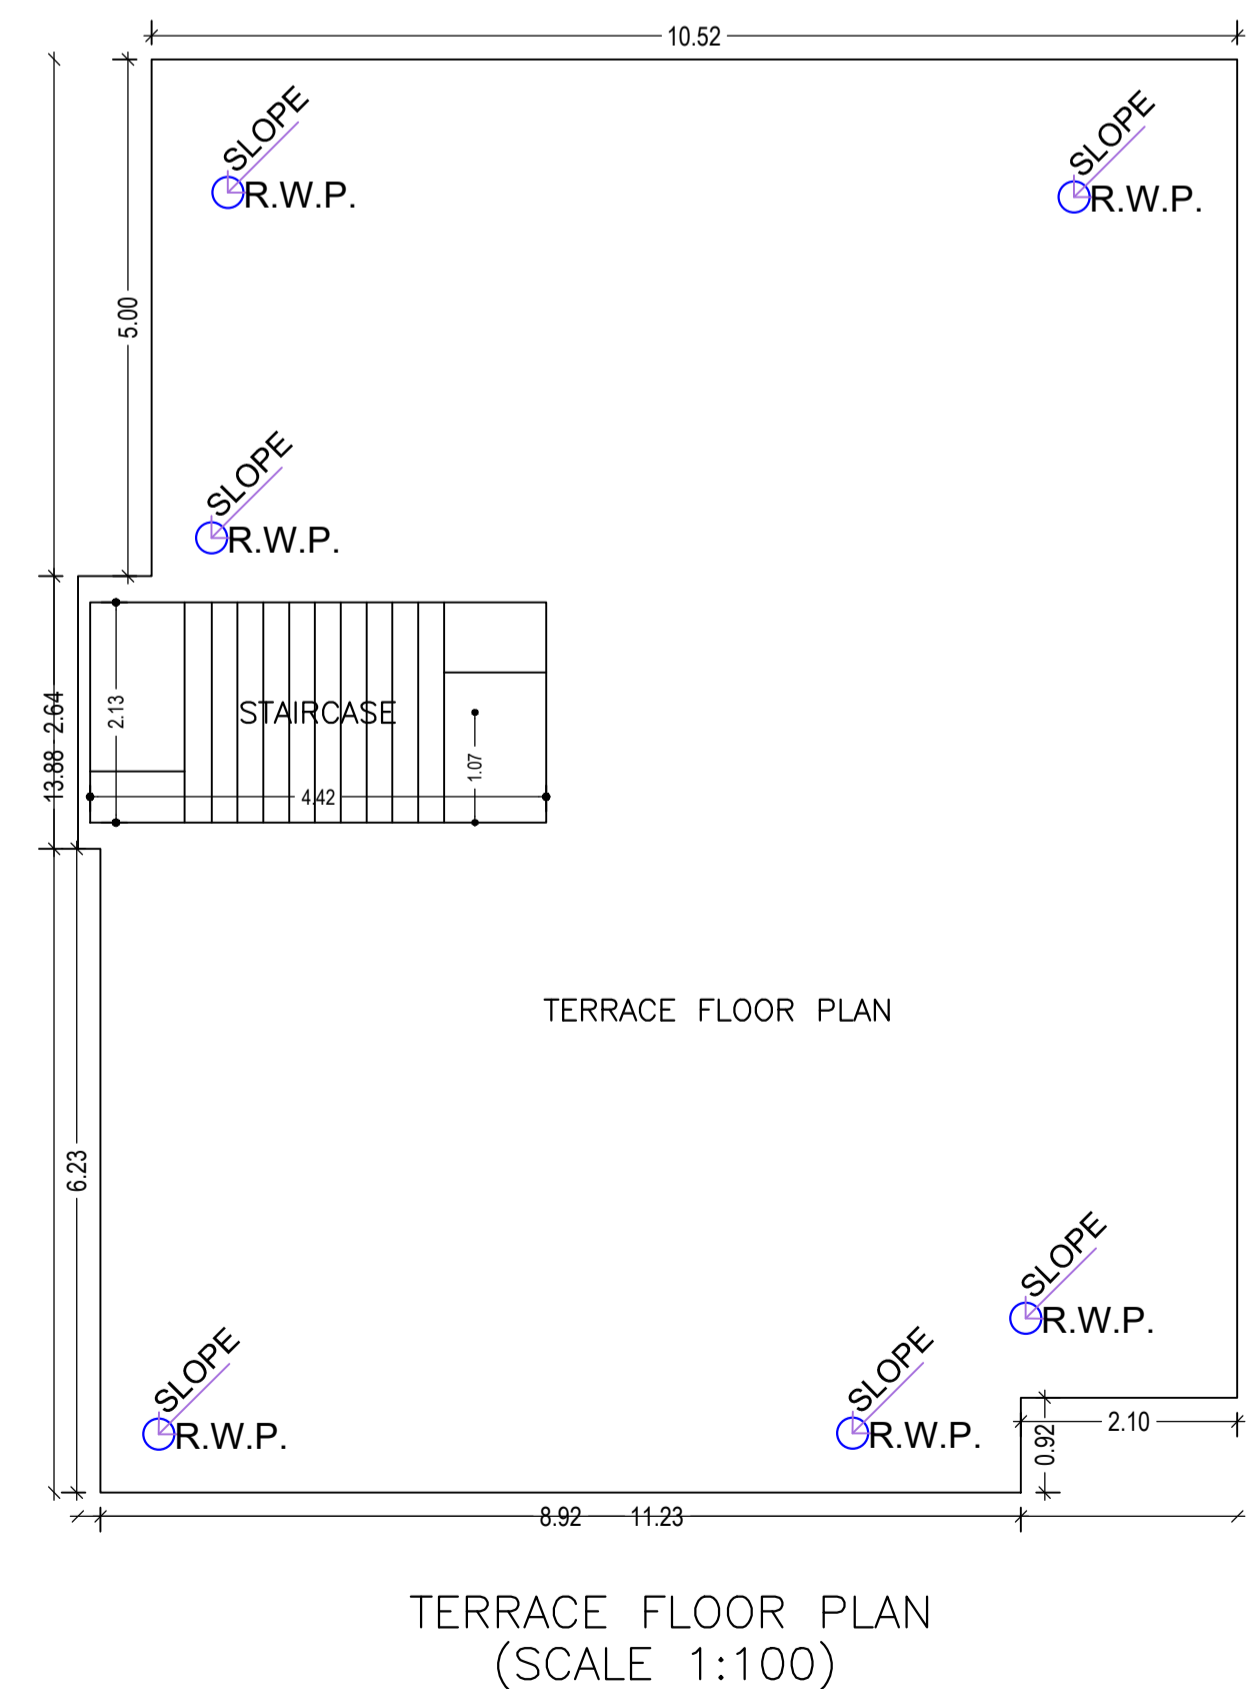 10.52
SLOPE
R.W.P.
SLOPE
R.W.P.
5.00
SLOPE
R.W.P.
13.88
2.64
2.13
STAIRCASE
1.07
4.42
TERRACE FLOOR PLAN
6.23
SLOPE
R.W.P.
SLOPE
R.W.P.
SLOPE
R.W.P.
2.10
0.92
8.92
11.23
TERRACE FLOOR PLAN
(SCALE 1:100)